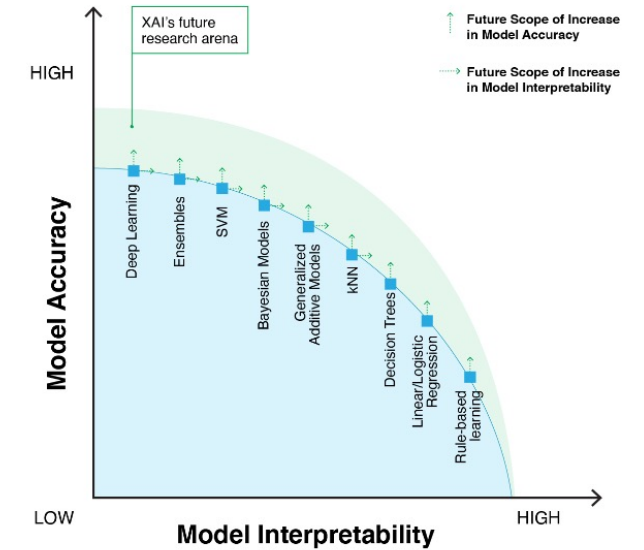 XAI's future
research arena
Future Scope of Increase
in Model Accuracy
Future Scope of Increase
in Model Interpretability
HIGH
Model Accuracy
Deep Learning
Ensembles
SVM
Bayesian Models
Generalized
Additive Models
kNN
Decision Trees
Linear/Logistic
Regression
Rule-based
learning
LOW
Model Interpretability
HIGH